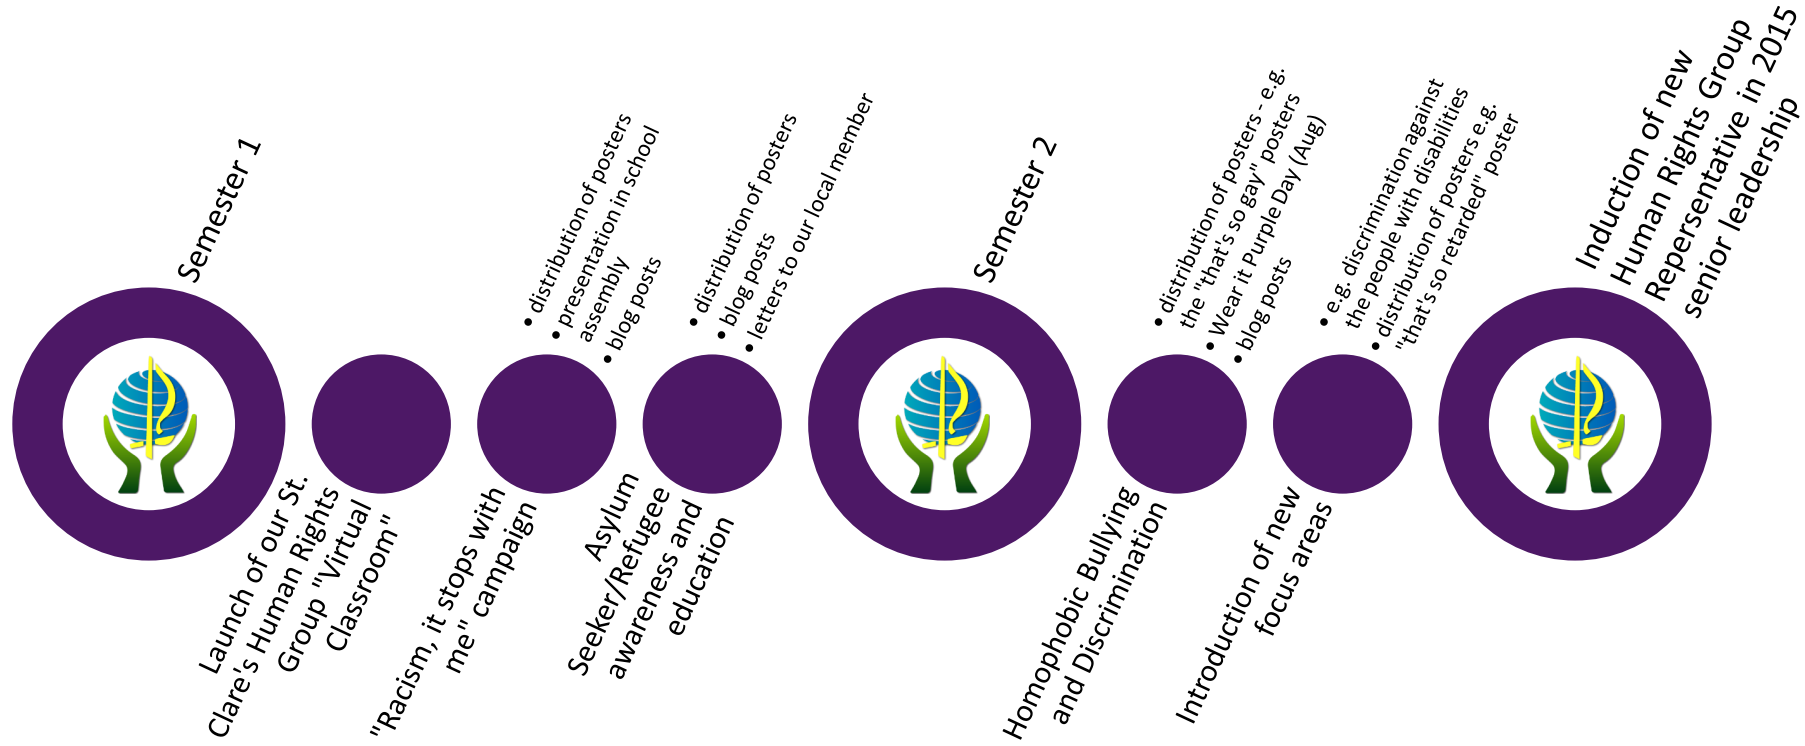 Semester 1
Launch of our St.
Clare's Human Rights
Group "Virtual
Classroom"
"Racism, it stops with
me" campaign
• distribution of posters
• presentation in school
assembly
• blog posts
Asylum
Seeker/Refugee
awareness and
education
• distribution of posters
• blog posts
• letters to our local member
Semester 2
Homophobic Bullying
and Discrimination
• distribution of posters - e.g.
the "that's so gay" posters
• Wear it Purple Day (Aug)
• blog posts
Introduction of new
focus areas
• e.g. discrimination against
the people with disabilities
• distribution of posters e.g.
"that's so retarded" poster
Induction of new
Human Rights Group
Repersentative in 2015
senior leadership